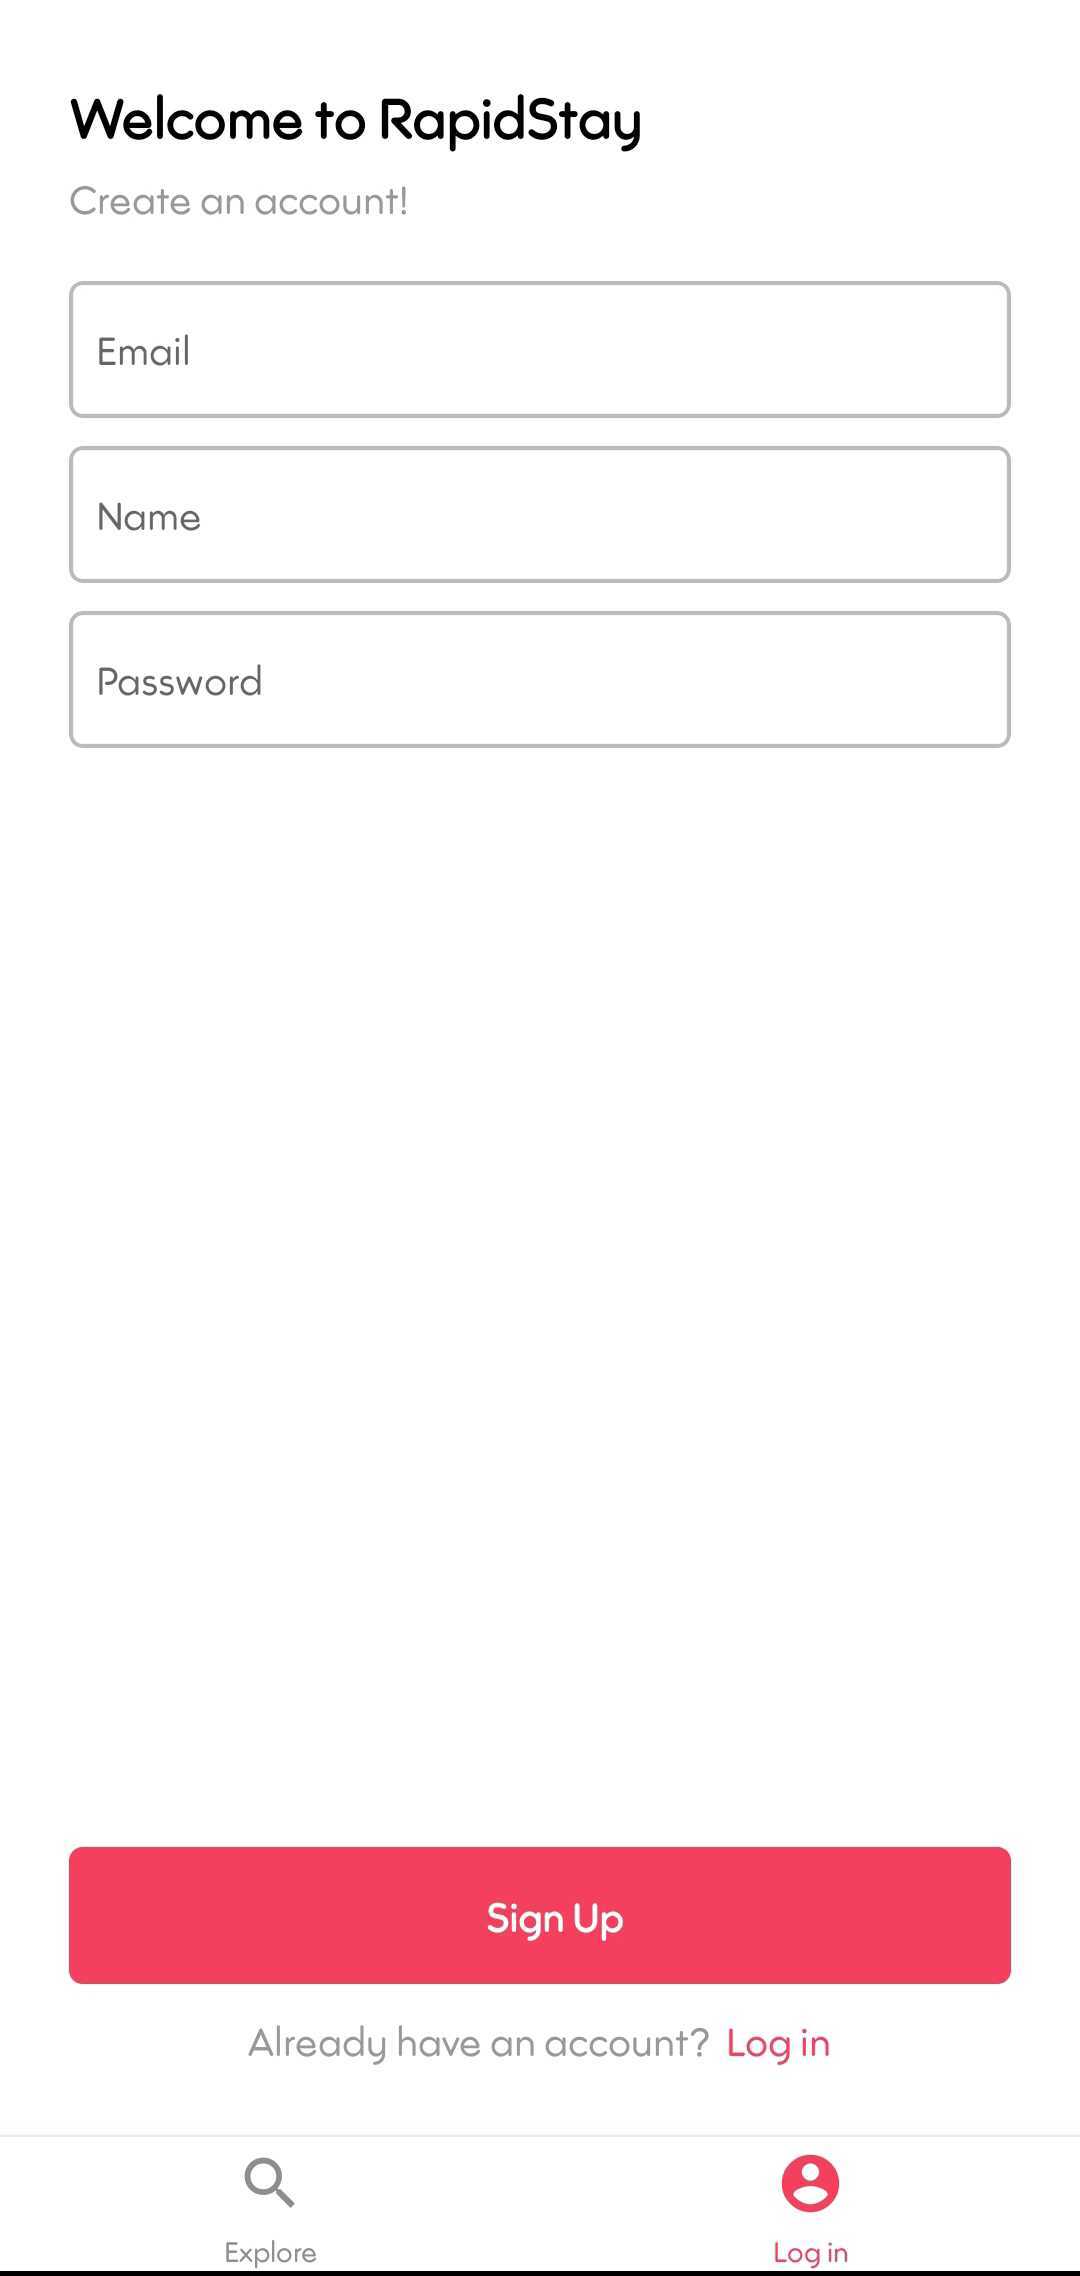 Welcome to RapidStay
Create an account!
Email
Name
Password
Sign Up
Already have an account? Log in
Explore
Log in